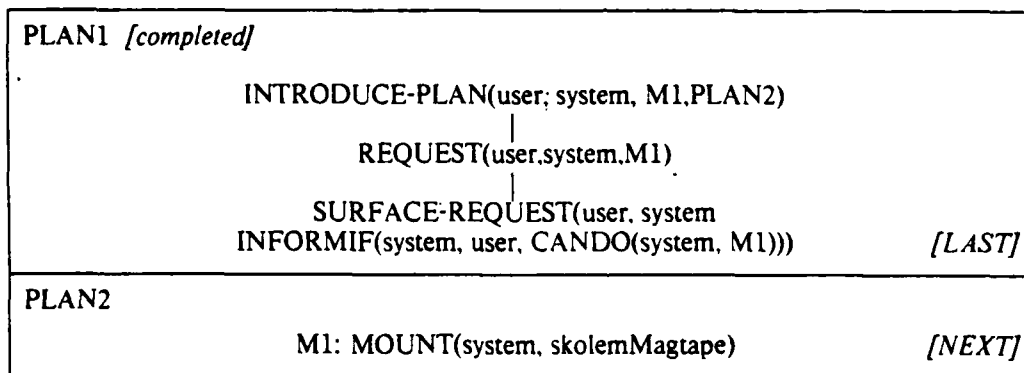 PLAN1 [completed]
INTRODUCE-PLAN(user; system, M1,PLAN2)
REQUEST(user,system,M1)
SURFACE-REQUEST(user, system
INFORMIF(system, user, CANDO(system, M1))) [LAST]
PLAN2
M1: MOUNT(system, skolemMagtape) [NEXT]